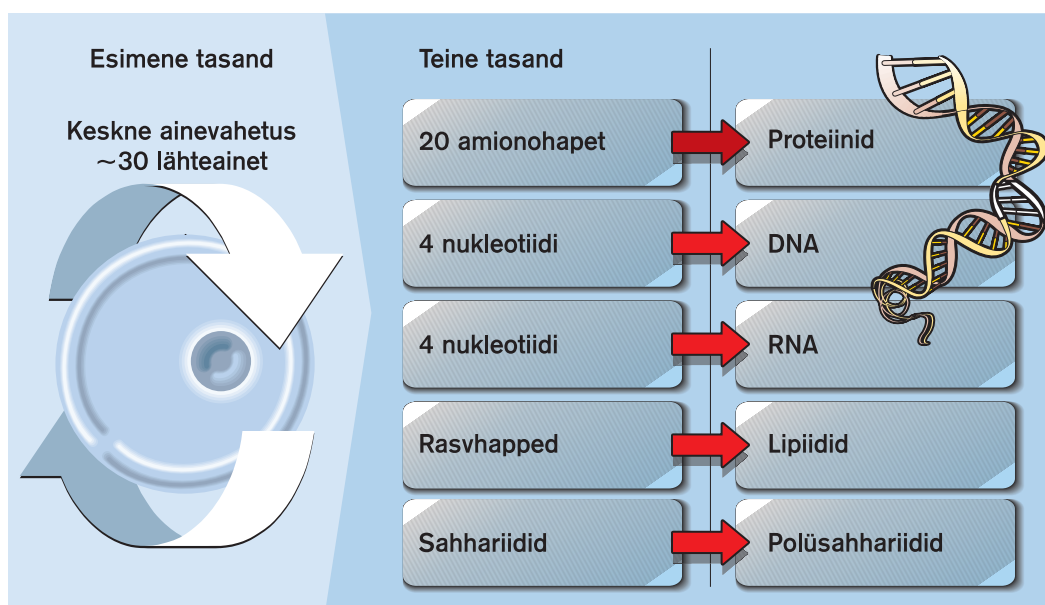 Esimene tasand
Keskne ainevahetus
~30 lähteainet
Teine tasand
20 amionohapet
Proteiinid
4 nukleotiidi
DNA
4 nukleotiidi
RNA
Rasvhapped
Lipiidid
Sahhariidid
Polüsahhariidid